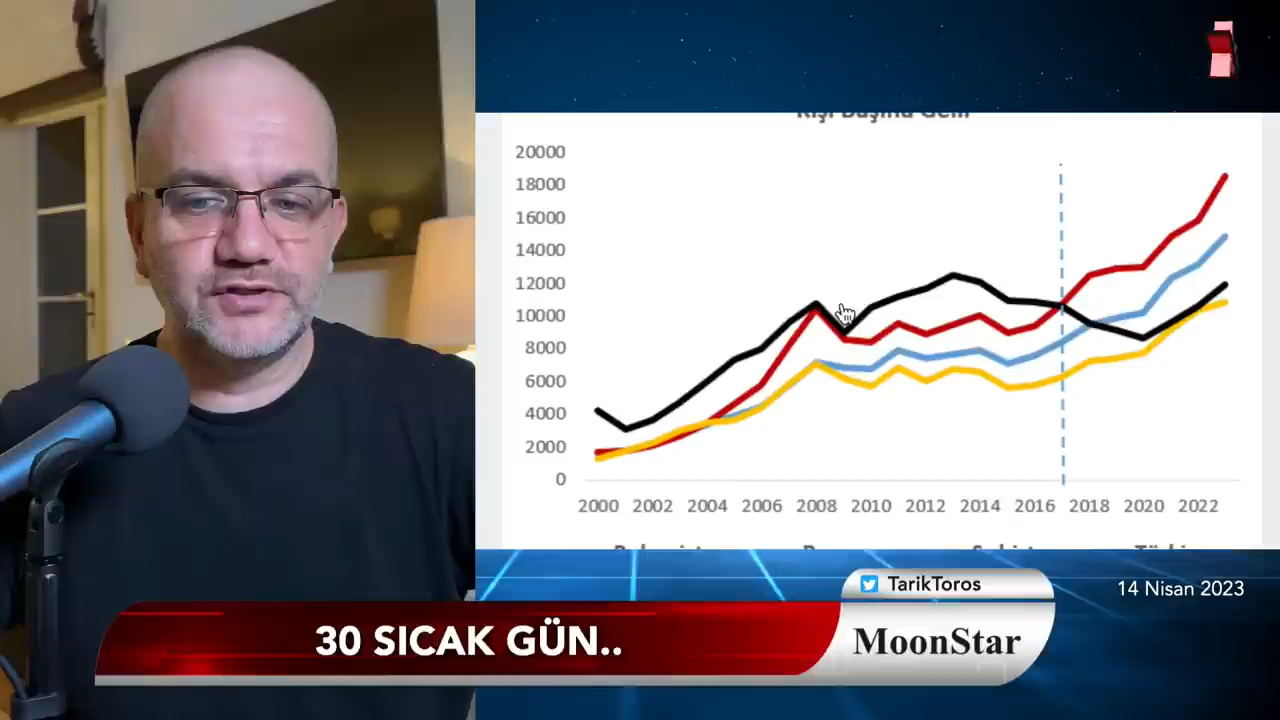 20000
18000
16000
14000
12000
10000
8000
6000
4000
2000
0
2000 2002 2004 2006 2008 2010 2012 2014 2016 2018 2020 2022
TarikToros
14 Nisan 2023
30 SICAK GÜN..
MoonStar